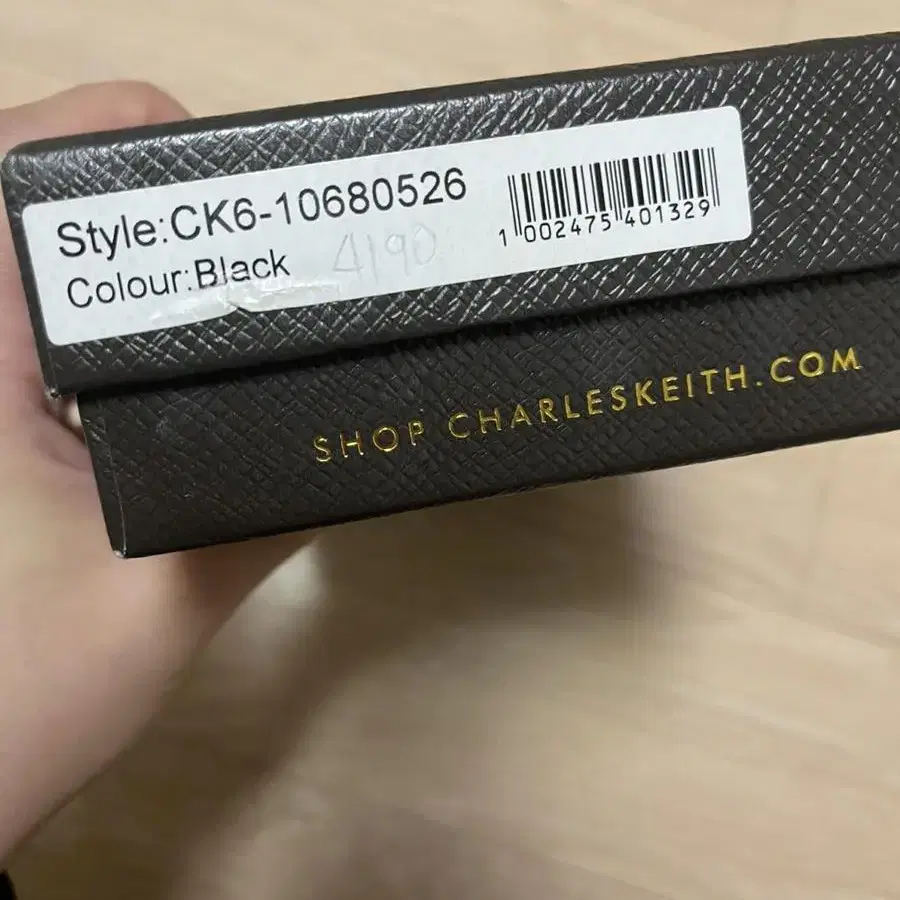 Style:CK6-10680526
Colour:Black
4190
1 002475 401329
SHOP CHARLESKEITH.COM